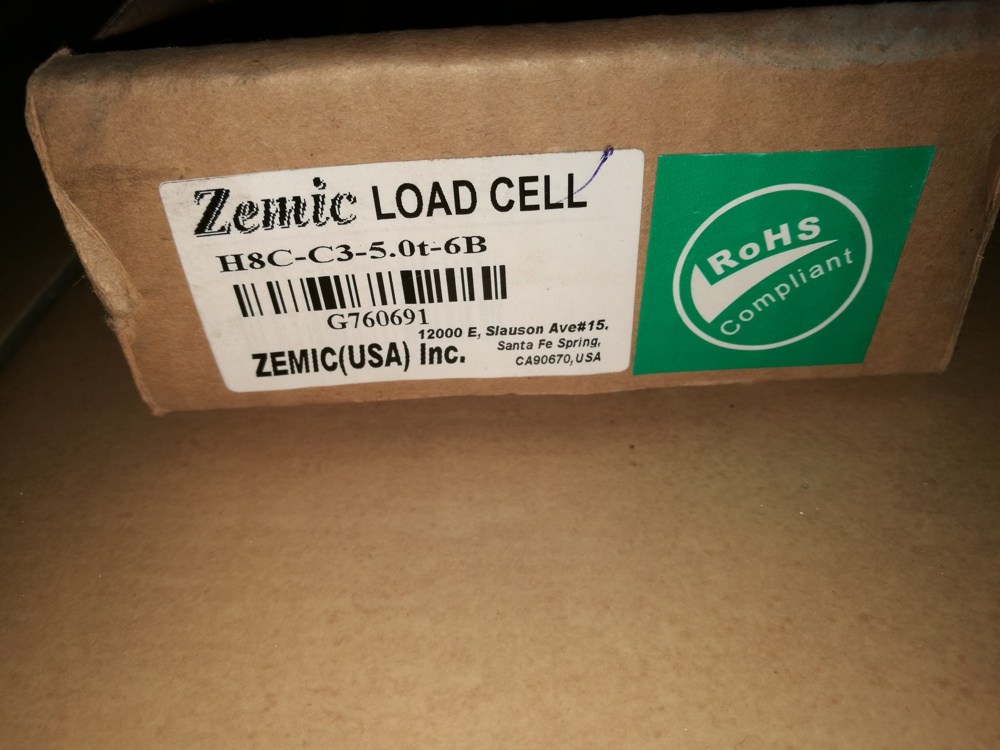 Zemic LOAD CELL
H8C-C3-5.0t-6B
G760691
12000 E, Slauson Ave#15.
Santa Fe Spring,
CA90670,USA
ZEMIC(USA) Inc.
RoHS
Compliant